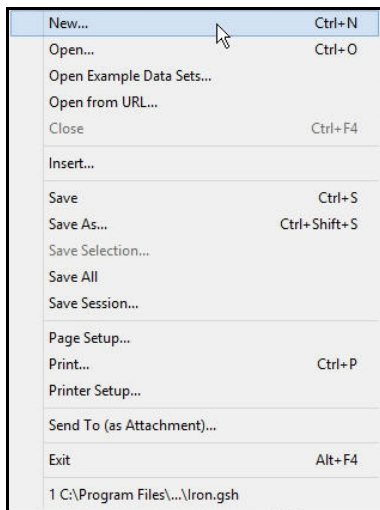 New... Ctrl+N
Open... Ctrl+O
Open Example Data Sets...
Open from URL...
Close Ctrl+F4
Insert...
Save Ctrl+S
Save As... Ctrl+Shift+S
Save Selection...
Save All
Save Session...
Page Setup...
Print... Ctrl+P
Printer Setup...
Send To (as Attachment)...
Exit Alt+F4
1 C:\Program Files\...\Iron.gsh